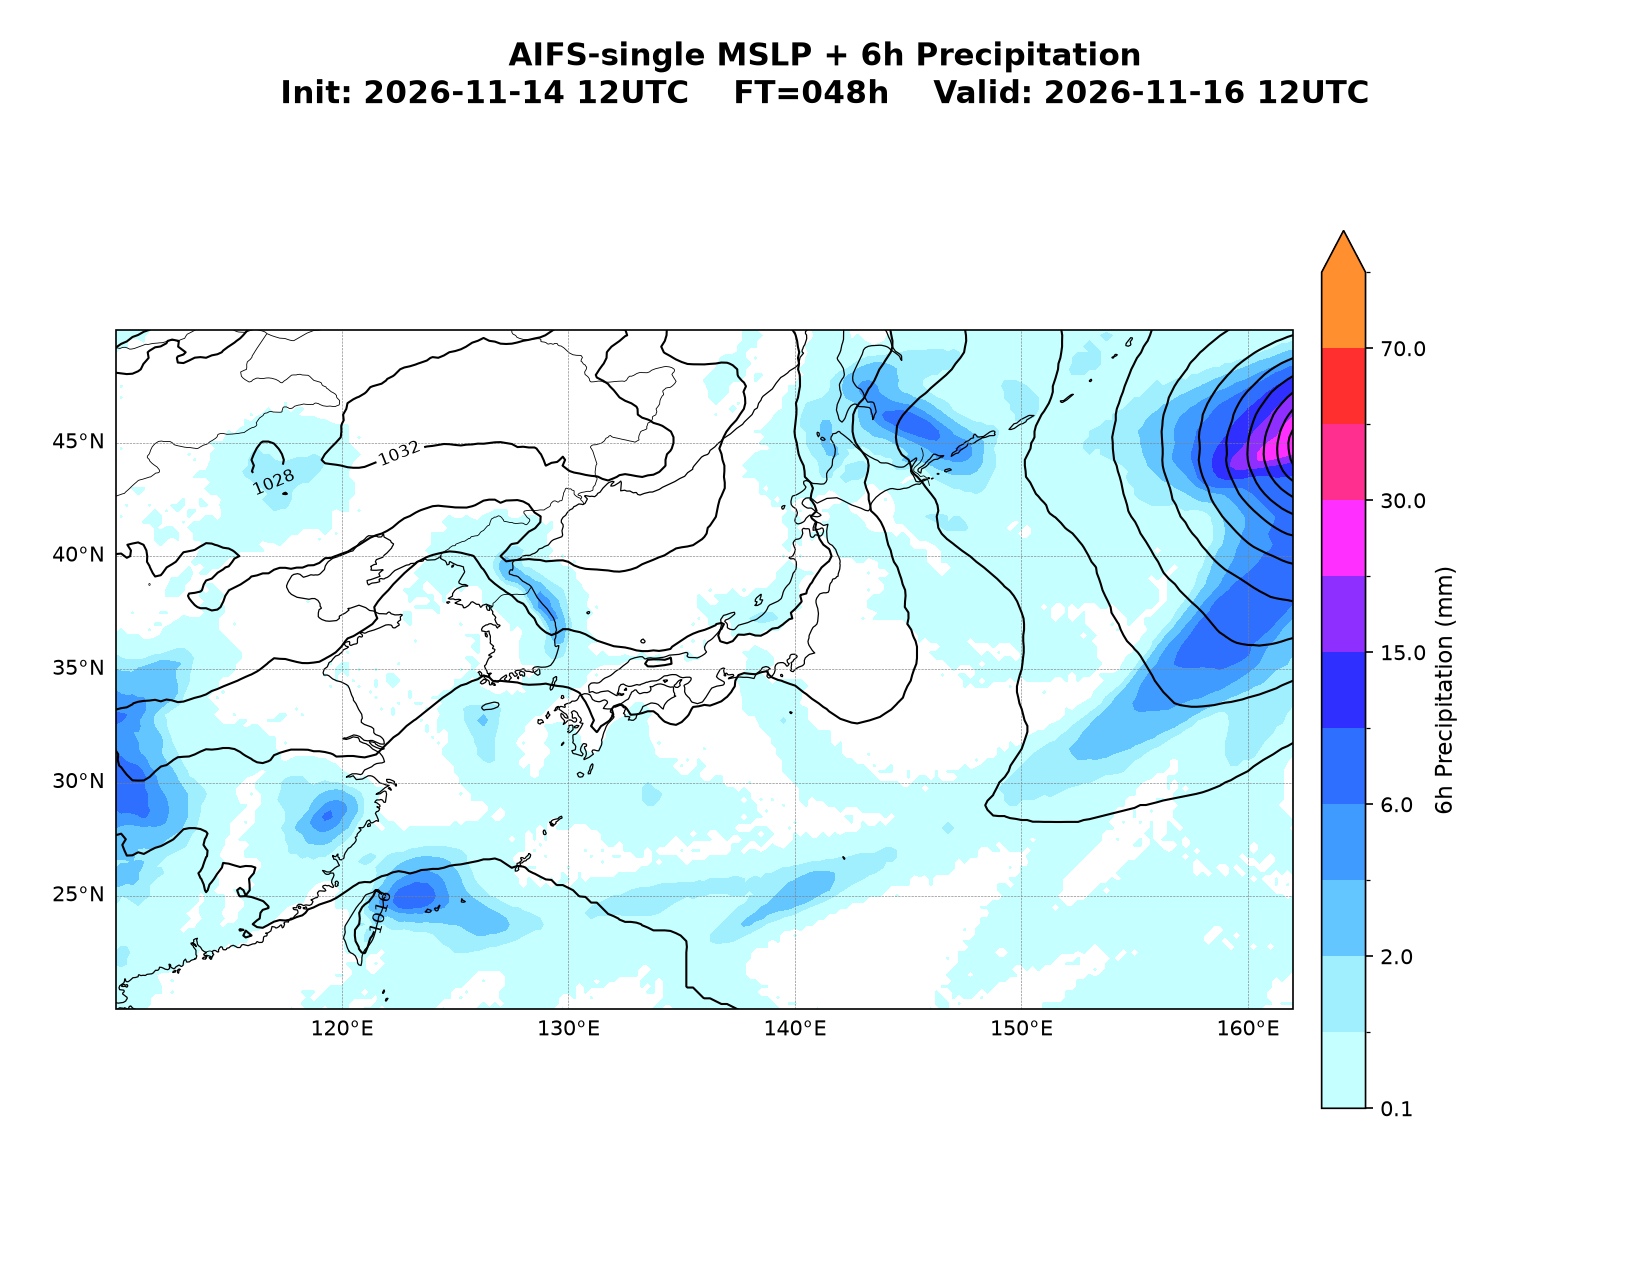 AIFS-single MSLP + 6h Precipitation
Init: 2026-11-14 12UTC    FT=048h    Valid: 2026-11-16 12UTC
70.0
30.0
15.0
6.0
2.0
0.1
6h Precipitation (mm)
45°N
40°N
35°N
30°N
25°N
1032
1028
1016
120°E
130°E
140°E
150°E
160°E